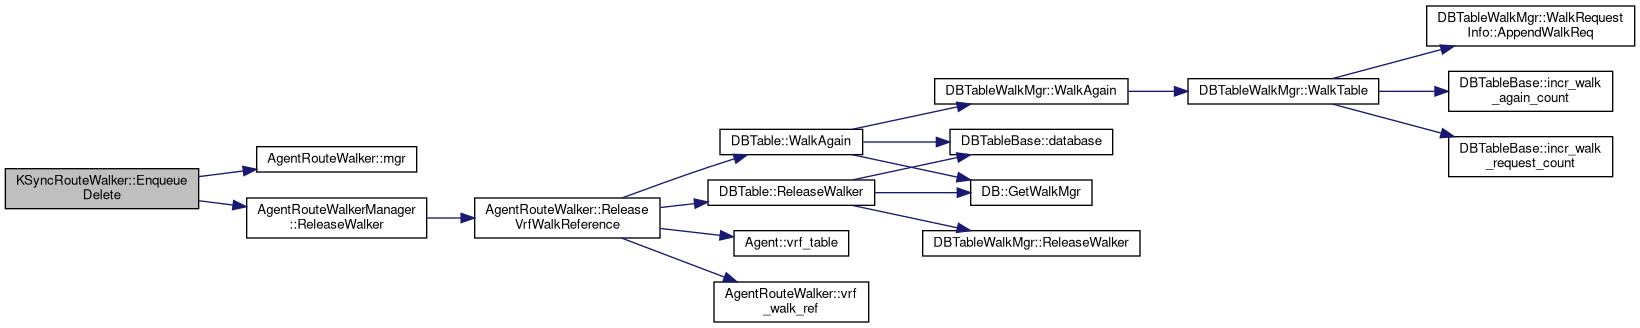 KSyncRouteWalker::Enqueue
Delete
AgentRouteWalker::mgr
AgentRouteWalkerManager
::ReleaseWalker
AgentRouteWalker::Release
VrfWalkReference
DBTable::WalkAgain
DBTable::ReleaseWalker
Agent::vrf_table
AgentRouteWalker::vrf
_walk_ref
DBTableWalkMgr::WalkAgain
DBTableBase::database
DB::GetWalkMgr
DBTableWalkMgr::ReleaseWalker
DBTableWalkMgr::WalkTable
DBTableWalkMgr::WalkRequest
Info::AppendWalkReq
DBTableBase::incr_walk
_again_count
DBTableBase::incr_walk
_request_count